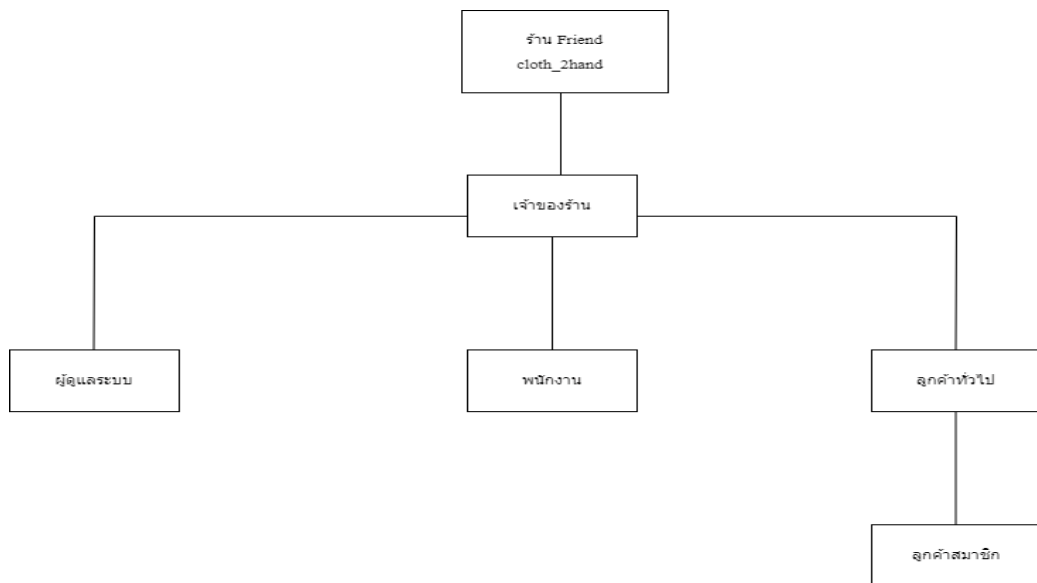 ร้าน Friend
cloth_2hand
เจ้าของร้าน
ผู้ดูแลระบบ
พนักงาน
ลูกค้าทั่วไป
ลูกค้าสมาชิก